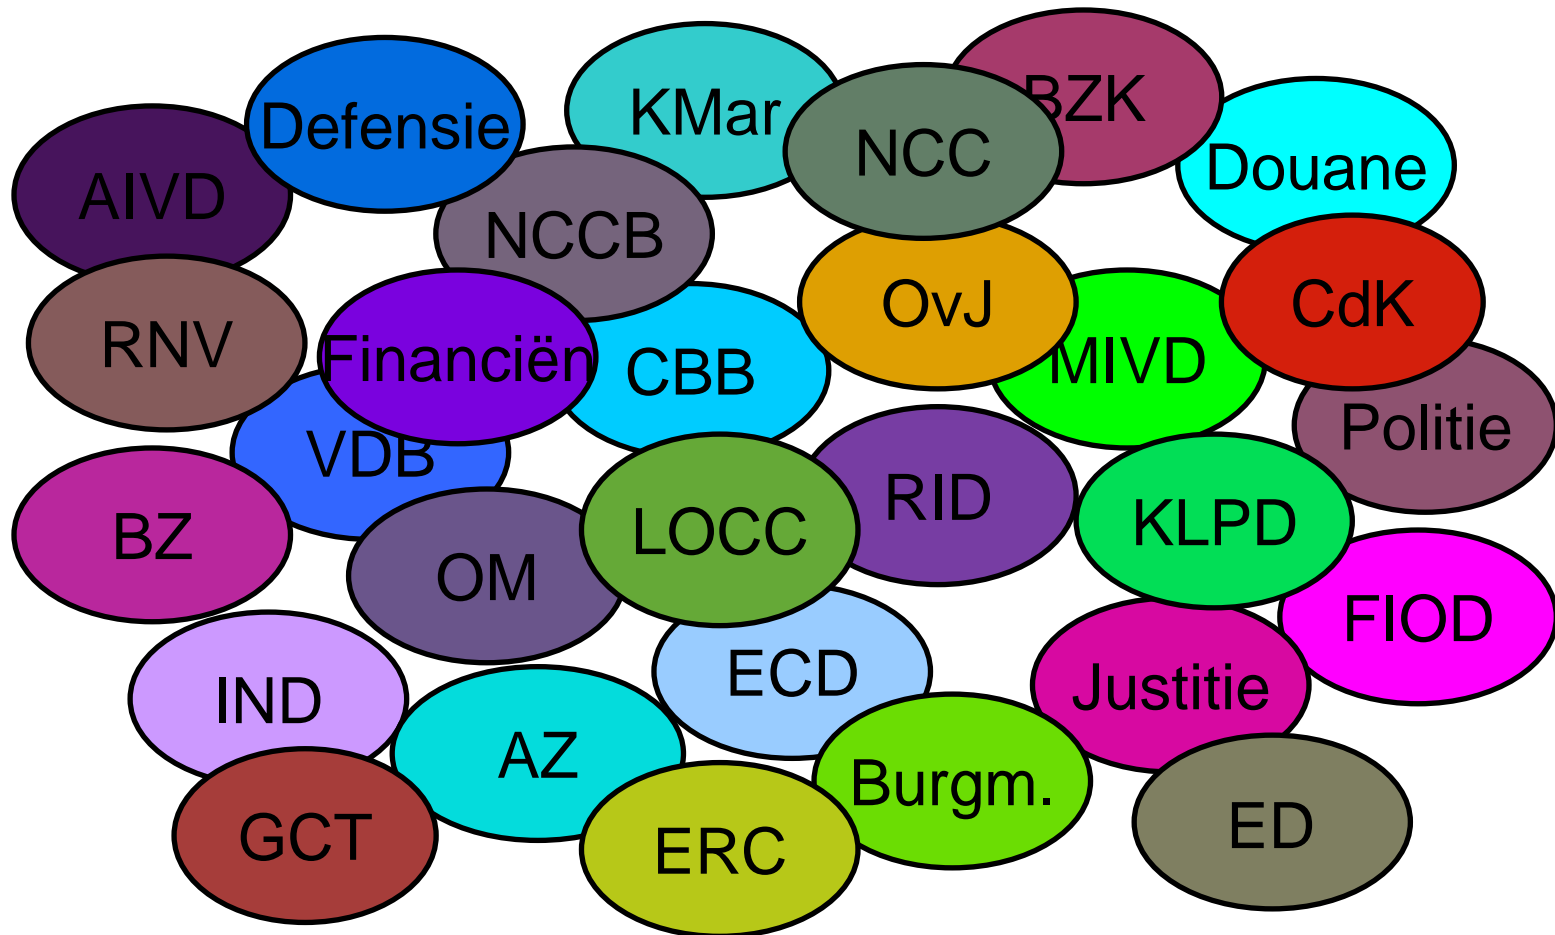 Defensie
KMar
BZK
NCC
Douane
AIVD
NCCB
OvJ
CdK
RNV
Financiën
CBB
MIVD
Politie
VDB
BZ
OM
LOCC
RID
KLPD
FIOD
IND
AZ
ECD
Justitie
GCT
ERC
Burgm.
ED